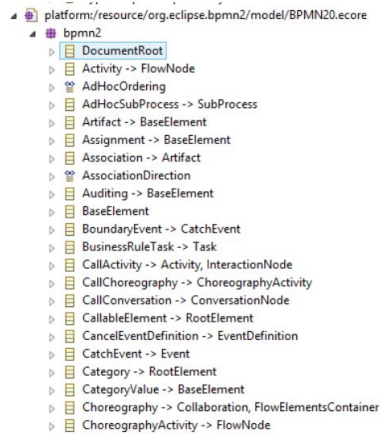 platform:/resource/org.eclipse.bpmn2/model/BPMN20.ecore
bpmn2
DocumentRoot
Activity -> FlowNode
AdHocOrdering
AdHocSubProcess -> SubProcess
Artifact -> BaseElement
Assignment -> BaseElement
Association -> Artifact
AssociationDirection
Auditing -> BaseElement
BaseElement
BoundaryEvent -> CatchEvent
BusinessRuleTask -> Task
CallActivity -> Activity, InteractionNode
CallChoreography -> ChoreographyActivity
CallConversation -> ConversationNode
CallableElement -> RootElement
CancelEventDefinition -> EventDefinition
CatchEvent -> Event
Category -> RootElement
CategoryValue -> BaseElement
Choreography -> Collaboration, FlowElementsContainer
ChoreographyActivity -> FlowNode